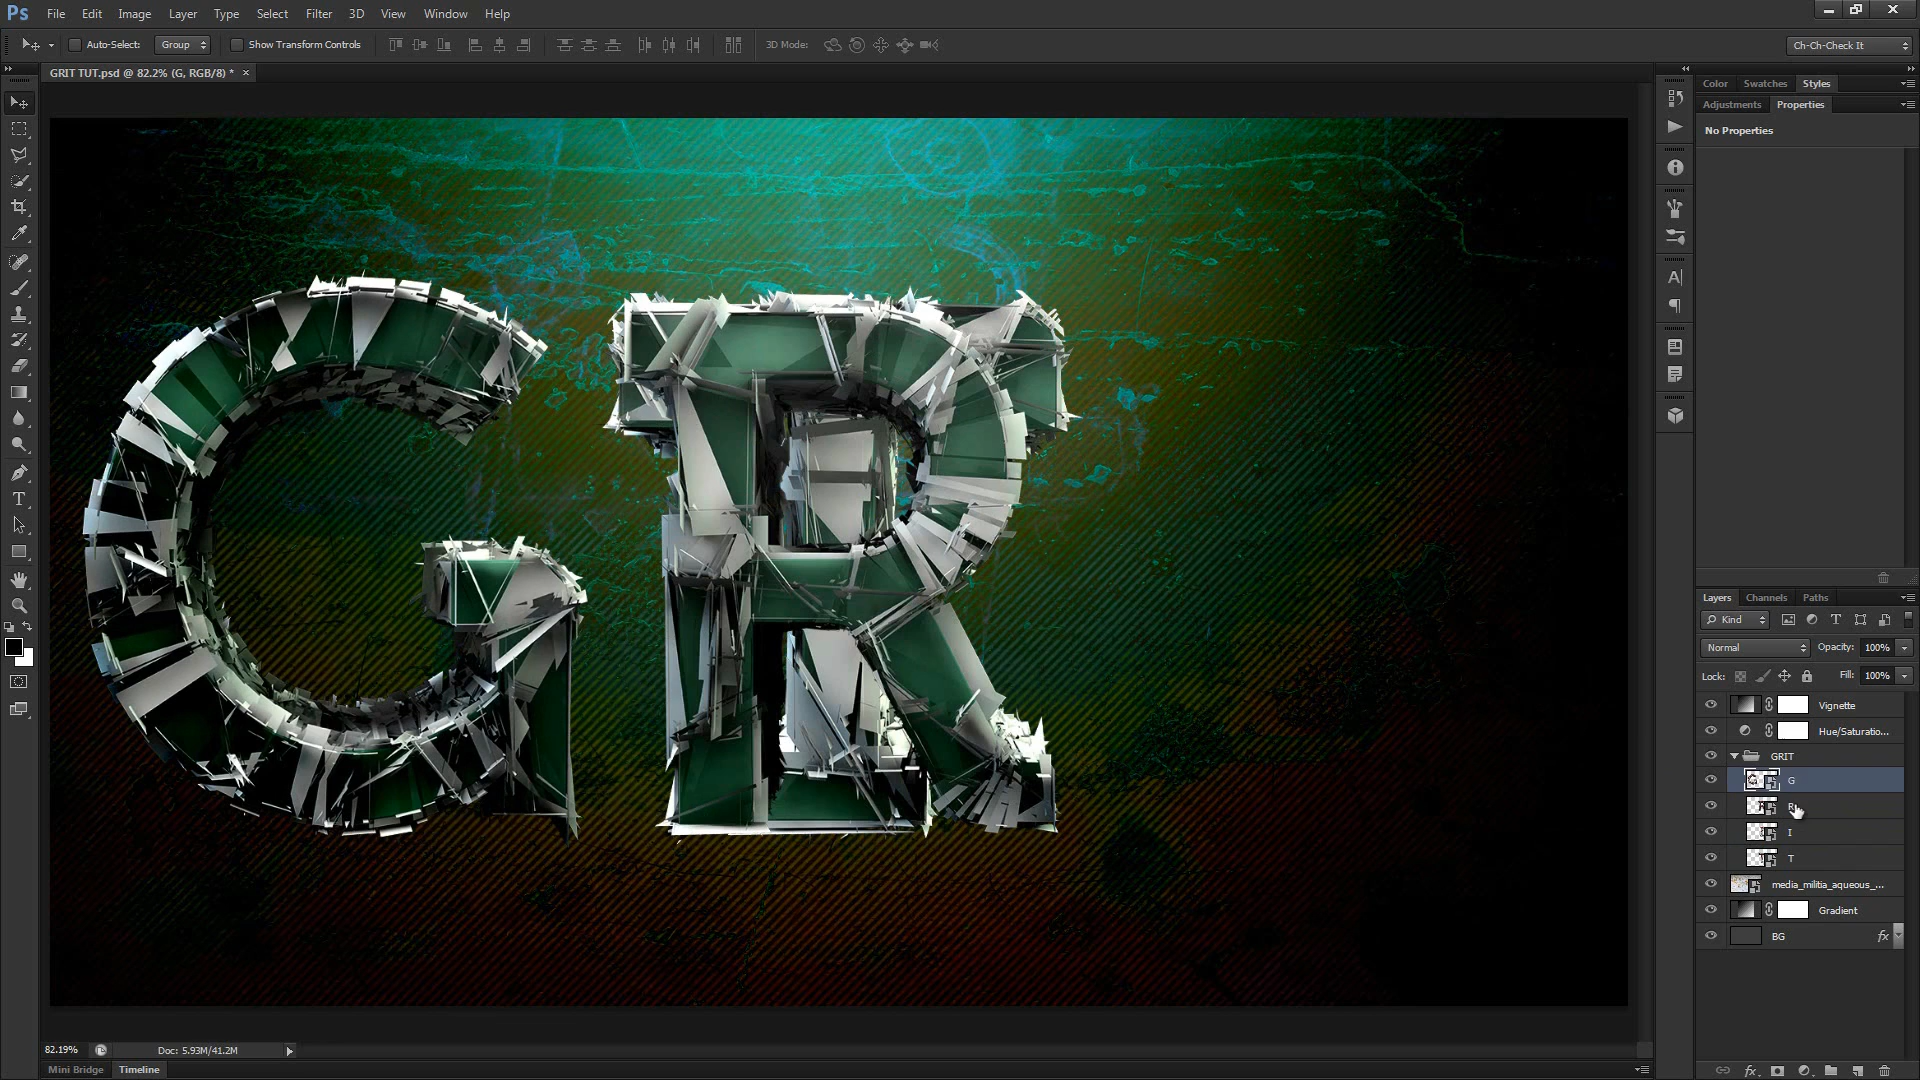 Ps File Edit Image Layer Type Select Filter 3D View Window Help
Auto-Select: Group Show Transform Controls 3D Mode: Ch-Ch-Check It
GRIT TUT.psd @ 82.2% (G, RGB/8) * ×
Color Swatches Styles
Adjustments Properties
No Properties
GR
Layers Channels Paths
Kind
Normal Opacity: 100%
Lock: Fill: 100%
Vignette
Hue/Saturatio...
GRIT
G
R
I
T
media_militia_aqueous_...
Gradient
BG fx
82.19% Doc: 5.93M/41.2M
Mini Bridge Timeline
fx